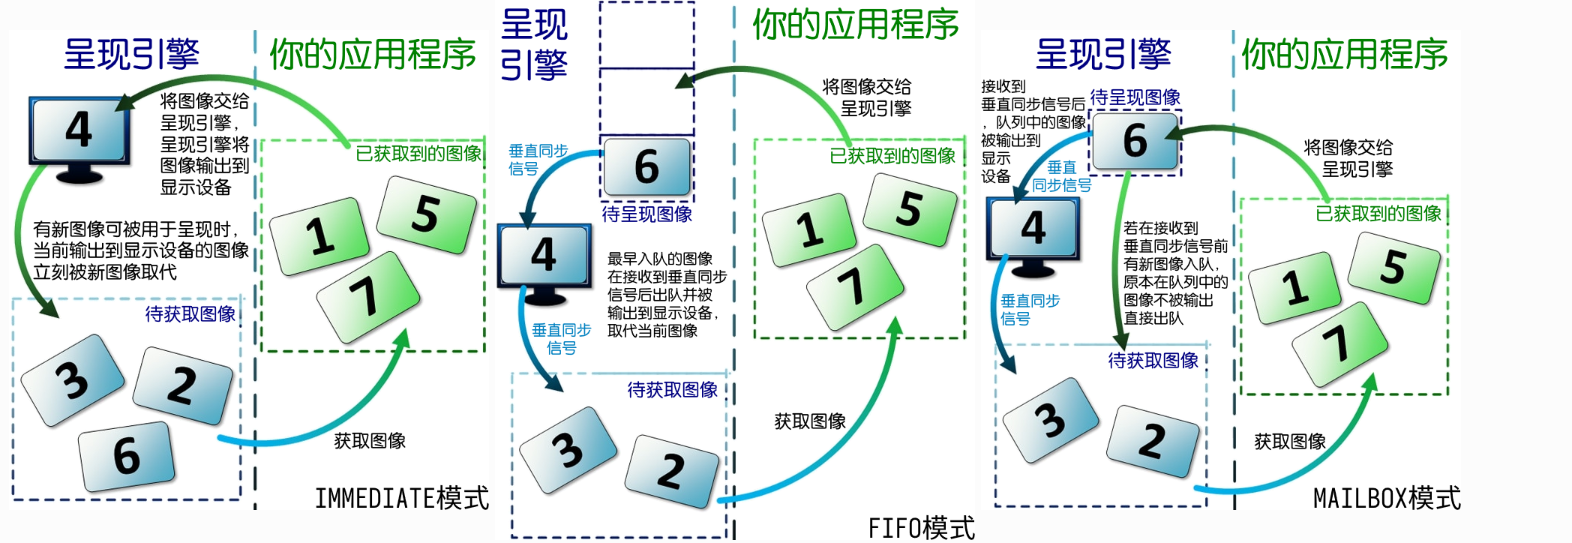 呈现引擎
你的应用程序
4
将图像交给
呈现引擎，
呈现引擎将
图像输出到
显示设备
已获取到的图像
1
5
7
有新图像可被用于呈现时，
当前输出到显示设备的图像
立刻被新图像取代
待获取图像
3
2
6
获取图像
IMMEDIATE模式
呈现
引擎
你的应用程序
将图像交给
呈现引擎
垂直同步
信号
6
待呈现图像
已获取到的图像
1
5
7
4
最早入队的图像
在接收到垂直同步
信号后出队并被
输出到显示设备，
取代当前图像
垂直同步
信号
待获取图像
3
2
获取图像
FIFO模式
呈现引擎
你的应用程序
接收到
垂直同步信号后
，队列中的图像
被输出到
显示
设备
待呈现图像
6
垂直
同步信号
将图像交给
呈现引擎
4
已获取到的图像
1
5
7
若在接收到
垂直同步信号前
有新图像入队，
原本在队列中的
图像不被输出
直接出队
垂直同步
信号
待获取图像
3
2
获取图像
MAILBOX模式